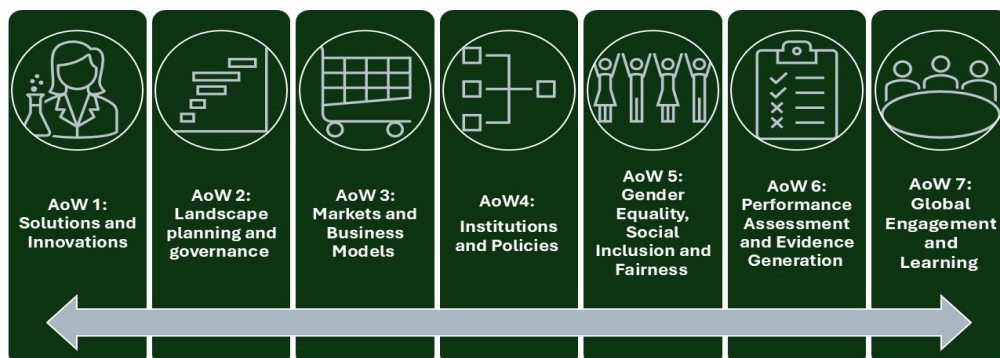 AoW 1:
Solutions and
Innovations
AoW 2:
Landscape
planning and
governance
AoW 3:
Markets and
Business
Models
AoW4:
Institutions
and Policies
AoW 5:
Gender
Equality,
Social
Inclusion and
Fairness
AoW 6:
Performance
Assessment
and Evidence
Generation
AoW 7:
Global
Engagement
and
Learning